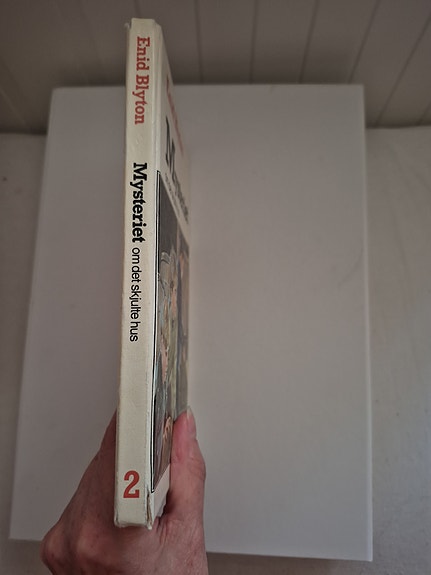 Enid Blyton
Mysteriet om det skjulte hus
2